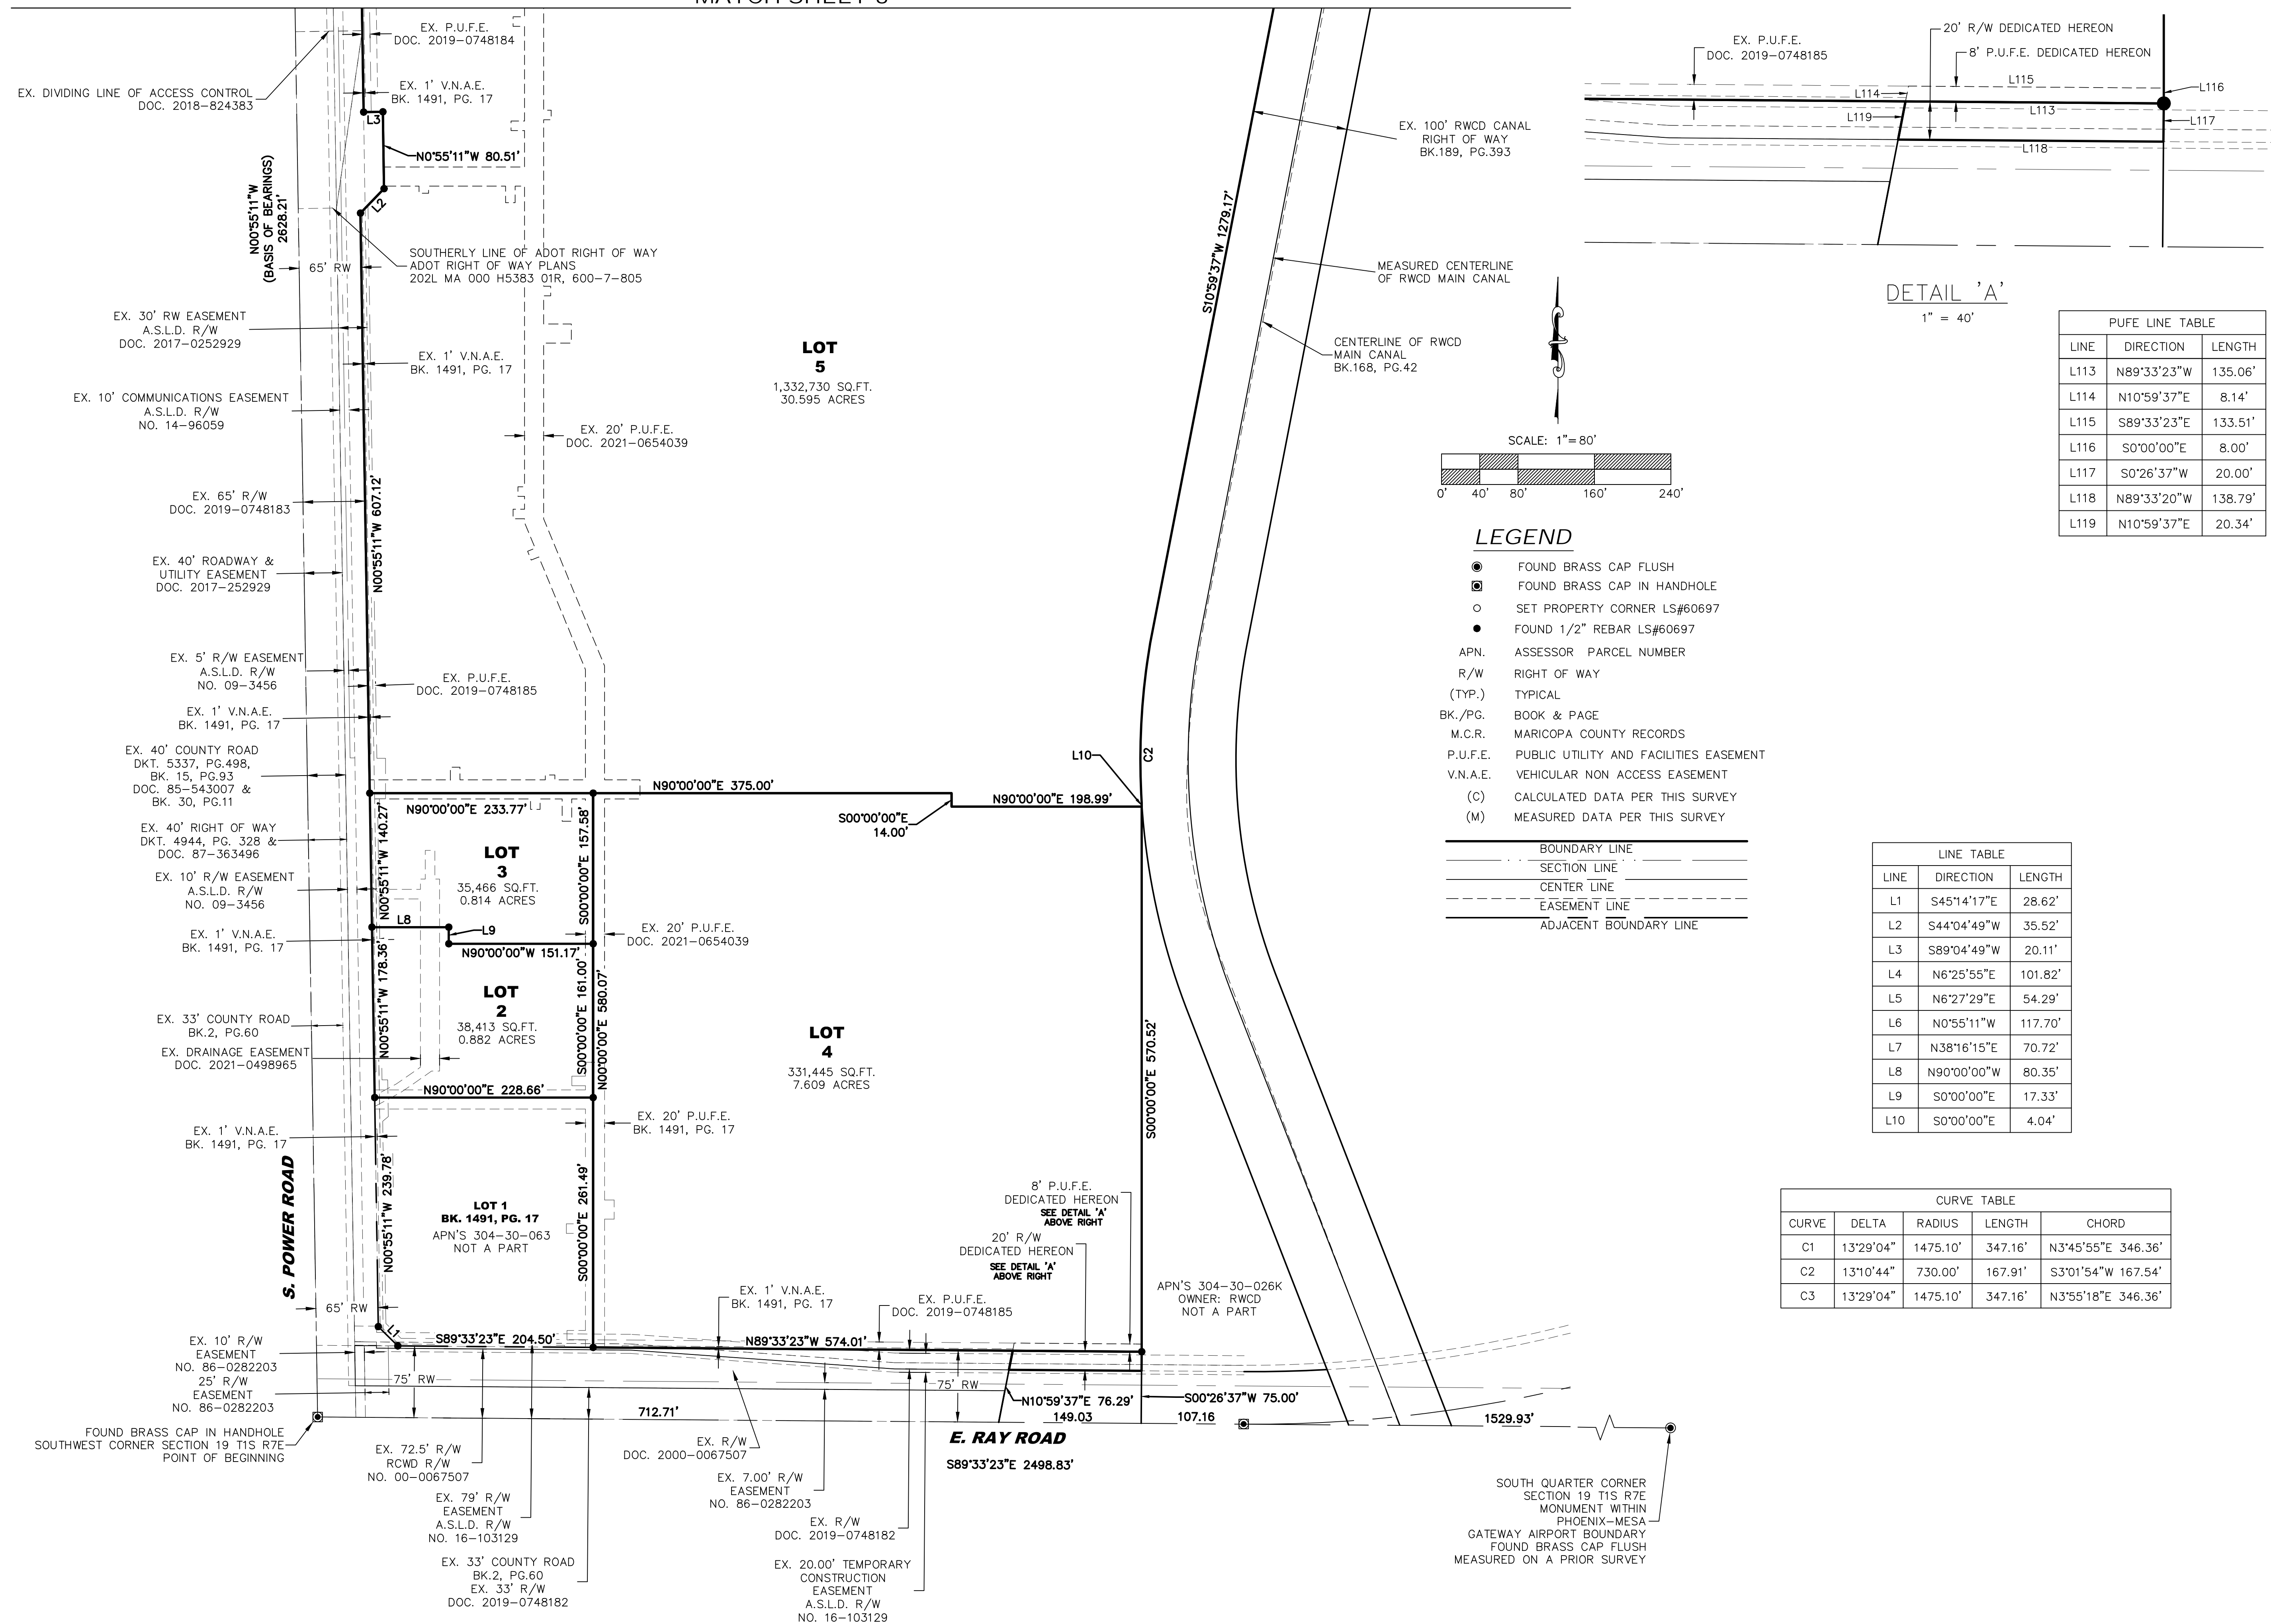 EX. P.U.F.E.
DOC. 2019-0748184
EX. DIVIDING LINE OF ACCESS CONTROL
DOC. 2018-824383
EX. 1' V.N.A.E.
BK. 1491, PG. 17
L3
N0°55'11"W 80.51'
L2
N00°55'11"W
(BASIS OF BEARINGS)
2628.21'
65' RW
SOUTHERLY LINE OF ADOT RIGHT OF WAY
ADOT RIGHT OF WAY PLANS
202L MA 000 H5383 01R, 600-7-805
EX. 30' RW EASEMENT
A.S.L.D. R/W
DOC. 2017-0252929
EX. 1' V.N.A.E.
BK. 1491, PG. 17
EX. 10' COMMUNICATIONS EASEMENT
A.S.L.D. R/W
NO. 14-96059
EX. 20' P.U.F.E.
DOC. 2021-0654039
EX. 65' R/W
DOC. 2019-0748183
N00°55'11"W 607.12'
EX. 40' ROADWAY &
UTILITY EASEMENT
DOC. 2017-252929
EX. 5' R/W EASEMENT
A.S.L.D. R/W
NO. 09-3456
EX. P.U.F.E.
DOC. 2019-0748185
EX. 1' V.N.A.E.
BK. 1491, PG. 17
EX. 40' COUNTY ROAD
DKT. 5337, PG.498,
BK. 15, PG.93
DOC. 85-543007 &
BK. 30, PG.11
EX. 40' RIGHT OF WAY
DKT. 4944, PG. 328 &
DOC. 87-363496
EX. 10' R/W EASEMENT
A.S.L.D. R/W
NO. 09-3456
EX. 1' V.N.A.E.
BK. 1491, PG. 17
EX. 33' COUNTY ROAD
BK.2, PG.60
EX. DRAINAGE EASEMENT
DOC. 2021-0498965
EX. 1' V.N.A.E.
BK. 1491, PG. 17
S. POWER ROAD
65' RW
EX. 10' R/W
EASEMENT
NO. 86-0282203
25' R/W
EASEMENT
NO. 86-0282203
FOUND BRASS CAP IN HANDHOLE
SOUTHWEST CORNER SECTION 19 T1S R7E
POINT OF BEGINNING
LOT
5
1,332,730 SQ.FT.
30.595 ACRES
S10°59'37"W 1279.17'
EX. 100' RWCD CANAL
RIGHT OF WAY
BK.189, PG.393
MEASURED CENTERLINE
OF RWCD MAIN CANAL
CENTERLINE OF RWCD
MAIN CANAL
BK.168, PG.42
L10
C2
N90°00'00"E 375.00'
N90°00'00"E 198.99'
S00°00'00"E
14.00'
N90°00'00"E 233.77'
N00°55'11"W 140.27'
S00°00'00"E 157.58'
LOT
3
35,466 SQ.FT.
0.814 ACRES
L8
L9
N90°00'00"W 151.17'
EX. 20' P.U.F.E.
DOC. 2021-0654039
N00°55'11"W 178.36'
LOT
2
38,413 SQ.FT.
0.882 ACRES
S00°00'00"E 161.00'
N00°00'00"E 580.07'
N90°00'00"E 228.66'
LOT
4
331,445 SQ.FT.
7.609 ACRES
S00°00'00"E 570.52'
EX. 20' P.U.F.E.
BK. 1491, PG. 17
N00°55'11"W 239.78'
LOT 1
BK. 1491, PG. 17
APN'S 304-30-063
NOT A PART
S00°00'00"E 261.49'
8' P.U.F.E.
DEDICATED HEREON
SEE DETAIL 'A'
ABOVE RIGHT
20' R/W
DEDICATED HEREON
SEE DETAIL 'A'
ABOVE RIGHT
EX. 1' V.N.A.E.
BK. 1491, PG. 17
EX. P.U.F.E.
DOC. 2019-0748185
APN'S 304-30-026K
OWNER: RWCD
NOT A PART
L1
S89°33'23"E 204.50'
N89°33'23"W 574.01'
75' RW
75' RW
N10°59'37"E 76.29'
S00°26'37"W 75.00'
712.71'
149.03
107.16
1529.93'
E. RAY ROAD
S89°33'23"E 2498.83'
EX. 72.5' R/W
RCWD R/W
NO. 00-0067507
EX. 79' R/W
EASEMENT
A.S.L.D. R/W
NO. 16-103129
EX. 33' COUNTY ROAD
BK.2, PG.60
EX. 33' R/W
DOC. 2019-0748182
EX. R/W
DOC. 2000-0067507
EX. 7.00' R/W
EASEMENT
NO. 86-0282203
EX. R/W
DOC. 2019-0748182
EX. 20.00' TEMPORARY
CONSTRUCTION
EASEMENT
A.S.L.D. R/W
NO. 16-103129
SOUTH QUARTER CORNER
SECTION 19 T1S R7E
MONUMENT WITHIN
PHOENIX-MESA
GATEWAY AIRPORT BOUNDARY
FOUND BRASS CAP FLUSH
MEASURED ON A PRIOR SURVEY
EX. P.U.F.E.
DOC. 2019-0748185
20' R/W DEDICATED HEREON
8' P.U.F.E. DEDICATED HEREON
L115
L116
L114
L113
L119
L117
L118
DETAIL 'A'
1" = 40'
SCALE: 1"=80'
0' 40' 80' 160' 240'
LEGEND
FOUND BRASS CAP FLUSH
FOUND BRASS CAP IN HANDHOLE
SET PROPERTY CORNER LS#60697
FOUND 1/2" REBAR LS#60697
APN. ASSESSOR PARCEL NUMBER
R/W RIGHT OF WAY
(TYP.) TYPICAL
BK./PG. BOOK & PAGE
M.C.R. MARICOPA COUNTY RECORDS
P.U.F.E. PUBLIC UTILITY AND FACILITIES EASEMENT
V.N.A.E. VEHICULAR NON ACCESS EASEMENT
(C) CALCULATED DATA PER THIS SURVEY
(M) MEASURED DATA PER THIS SURVEY
BOUNDARY LINE
SECTION LINE
CENTER LINE
EASEMENT LINE
ADJACENT BOUNDARY LINE
PUFE LINE TABLE
LINE DIRECTION LENGTH
L113 N89°33'23"W 135.06'
L114 N10°59'37"E 8.14'
L115 S89°33'23"E 133.51'
L116 S0°00'00"E 8.00'
L117 S0°26'37"W 20.00'
L118 N89°33'20"W 138.79'
L119 N10°59'37"E 20.34'
LINE TABLE
LINE DIRECTION LENGTH
L1 S45°14'17"E 28.62'
L2 S44°04'49"W 35.52'
L3 S89°04'49"W 20.11'
L4 N6°25'55"E 101.82'
L5 N6°27'29"E 54.29'
L6 N0°55'11"W 117.70'
L7 N38°16'15"E 70.72'
L8 N90°00'00"W 80.35'
L9 S0°00'00"E 17.33'
L10 S0°00'00"E 4.04'
CURVE TABLE
CURVE DELTA RADIUS LENGTH CHORD
C1 13°29'04" 1475.10' 347.16' N3°45'55"E 346.36'
C2 13°10'44" 730.00' 167.91' S3°01'54"W 167.54'
C3 13°29'04" 1475.10' 347.16' N3°55'18"E 346.36'